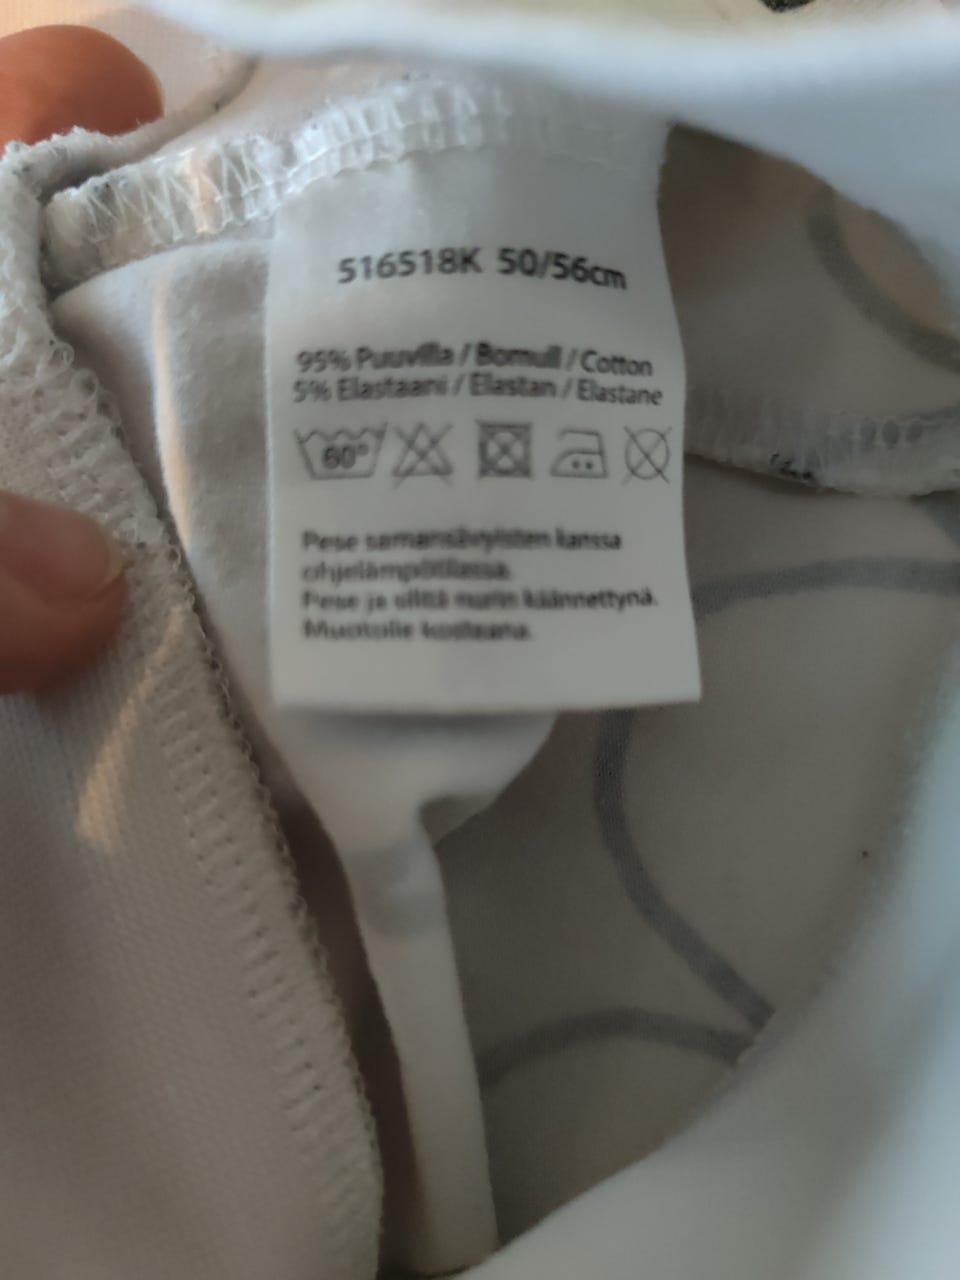 516518K 50/56cm
95% Puuvilla / Bomull / Cotton
5% Elastaani / Elastan / Elastane
60°
Pese samansävyisten kanssa
ohjelämpötilassa.
Pese ja silitä nurin käännettynä.
Muotoile kosteana.